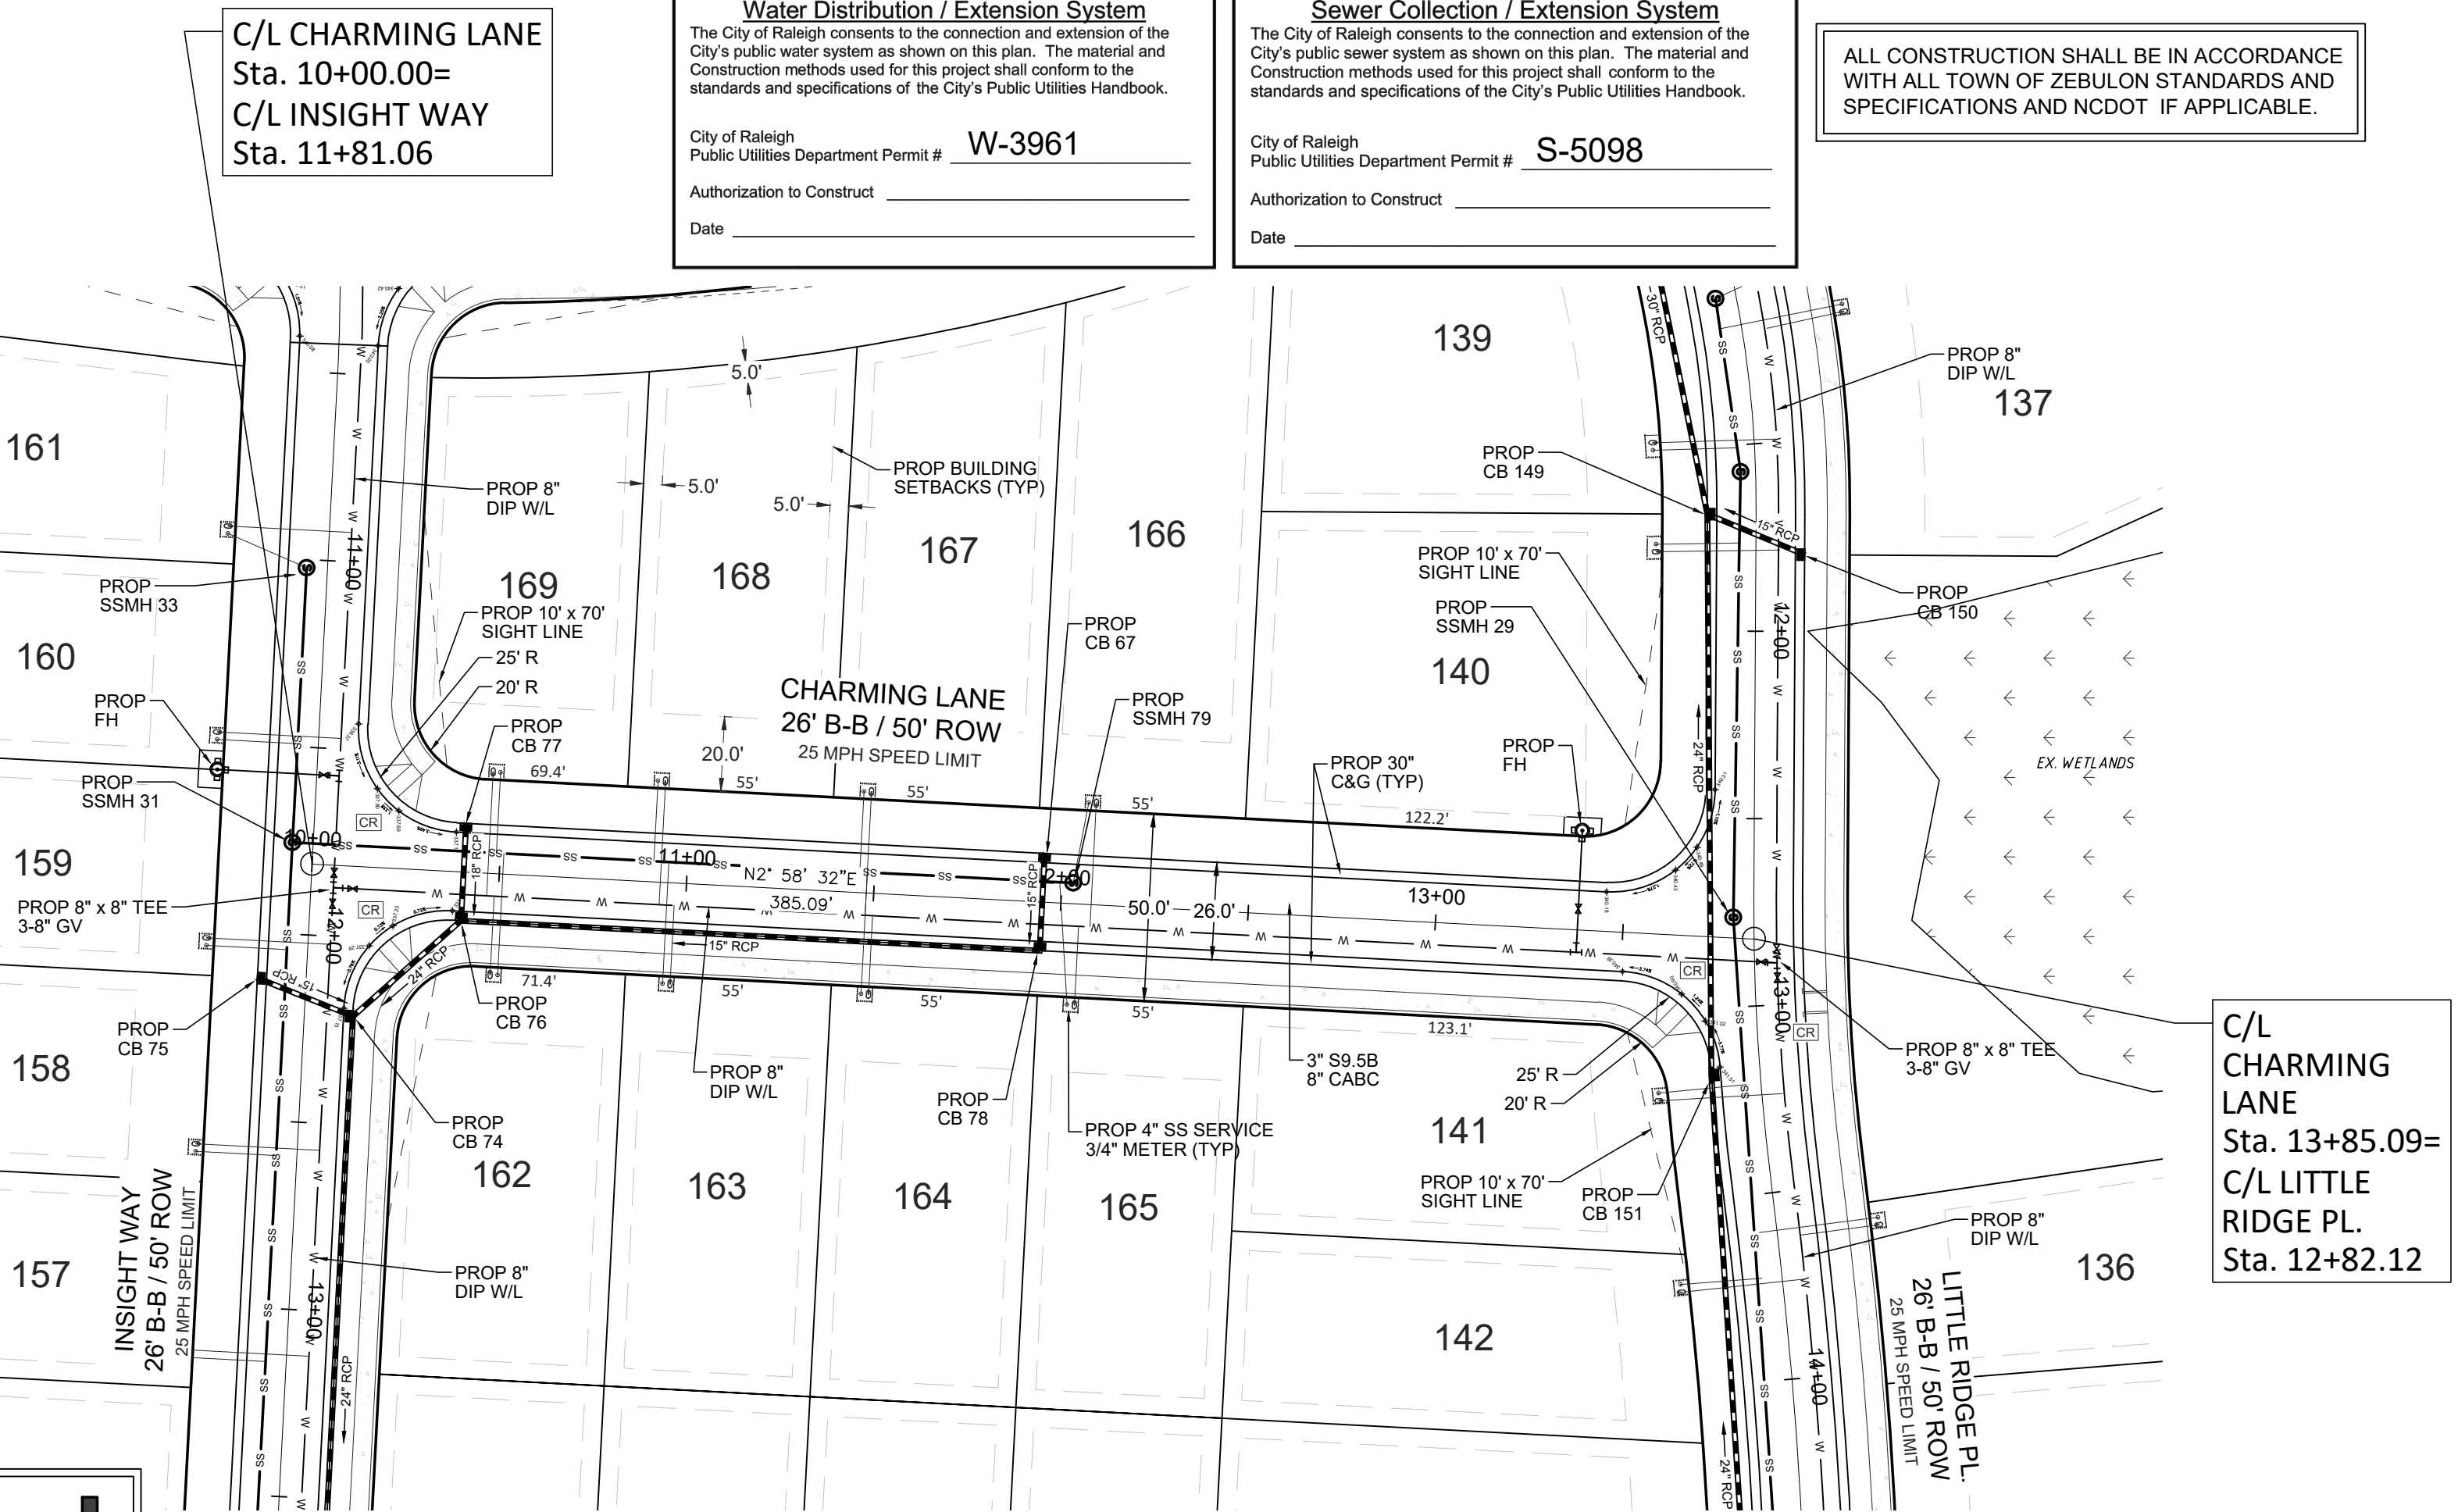 C/L CHARMING LANE
Sta. 10+00.00=
C/L INSIGHT WAY
Sta. 11+81.06
Water Distribution / Extension System
The City of Raleigh consents to the connection and extension of the
City's public water system as shown on this plan. The material and
Construction methods used for this project shall conform to the
standards and specifications of the City's Public Utilities Handbook.
City of Raleigh
Public Utilities Department Permit # W-3961
Authorization to Construct
Date
Sewer Collection / Extension System
The City of Raleigh consents to the connection and extension of the
City's public sewer system as shown on this plan. The material and
Construction methods used for this project shall conform to the
standards and specifications of the City's Public Utilities Handbook.
City of Raleigh
Public Utilities Department Permit # S-5098
Authorization to Construct
Date
ALL CONSTRUCTION SHALL BE IN ACCORDANCE
WITH ALL TOWN OF ZEBULON STANDARDS AND
SPECIFICATIONS AND NCDOT IF APPLICABLE.
161
160
159
158
157
PROP
SSMH 33
PROP
FH
PROP
SSMH 31
PROP 8" x 8" TEE
3-8" GV
PROP
CB 75
INSIGHT WAY
26' B-B / 50' ROW
25 MPH SPEED LIMIT
11+00
10+00
12+00
13+00
PROP 8"
DIP W/L
169
PROP 10' x 70'
SIGHT LINE
25' R
20' R
PROP
CB 77
69.4'
CR
CR
18" RCP
24" RCP
15" RCP
24" RCP
71.4'
PROP
CB 76
PROP
CB 74
162
PROP 8"
DIP W/L
5.0'
5.0'
5.0'
PROP BUILDING
SETBACKS (TYP)
168
167
166
CHARMING LANE
26' B-B / 50' ROW
25 MPH SPEED LIMIT
20.0'
55'
55'
55'
122.2'
PROP
CB 67
PROP
SSMH 79
PROP 30"
C&G (TYP)
PROP
FH
11+00
N2° 58' 32"E
385.09'
15" RCP
15" RCP
50.0'
26.0'
13+00
55'
55'
55'
123.1'
PROP 8"
DIP W/L
PROP
CB 78
PROP 4" SS SERVICE
3/4" METER (TYP)
3" S9.5B
8" CABC
163
164
165
139
140
141
142
30" RCP
PROP
CB 149
15" RCP
PROP 10' x 70'
SIGHT LINE
PROP
SSMH 29
24" RCP
12+00
PROP 8"
DIP W/L
137
PROP
CB 150
EX. WETLANDS
CR
CR
13+00
25' R
20' R
PROP 10' x 70'
SIGHT LINE
PROP
CB 151
PROP 8" x 8" TEE
3-8" GV
PROP 8"
DIP W/L
136
14+00
24" RCP
LITTLE RIDGE PL.
26' B-B / 50' ROW
25 MPH SPEED LIMIT
C/L
CHARMING
LANE
Sta. 13+85.09=
C/L LITTLE
RIDGE PL.
Sta. 12+82.12